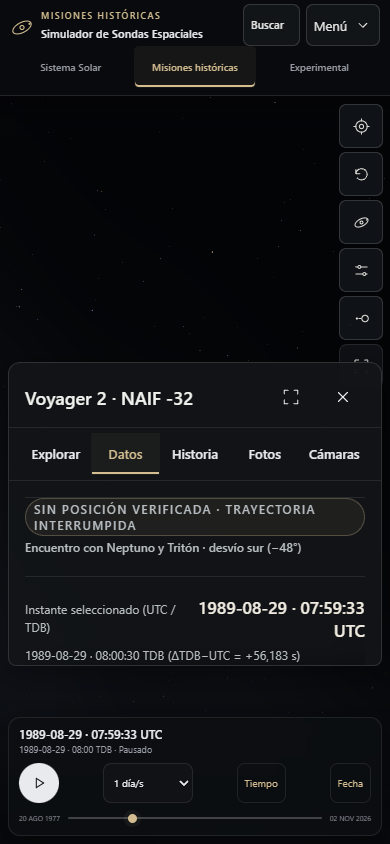 MISIONES HISTÓRICAS
Simulador de Sondas Espaciales
Buscar
Menú
Sistema Solar
Misiones históricas
Experimental
Voyager 2 · NAIF -32
Explorar
Datos
Historia
Fotos
Cámaras
SIN POSICIÓN VERIFICADA · TRAYECTORIA
INTERRUMPIDA
Encuentro con Neptuno y Tritón · desvío sur (−48°)
Instante seleccionado (UTC /
TDB)
1989-08-29 · 07:59:33
UTC
1989-08-29 · 08:00:30 TDB (ΔTDB−UTC = +56,183 s)
1989-08-29 · 07:59:33 UTC
1989-08-29 · 08:00 TDB · Pausado
1 día/s
Tiempo
Fecha
20 AGO 1977
02 NOV 2026